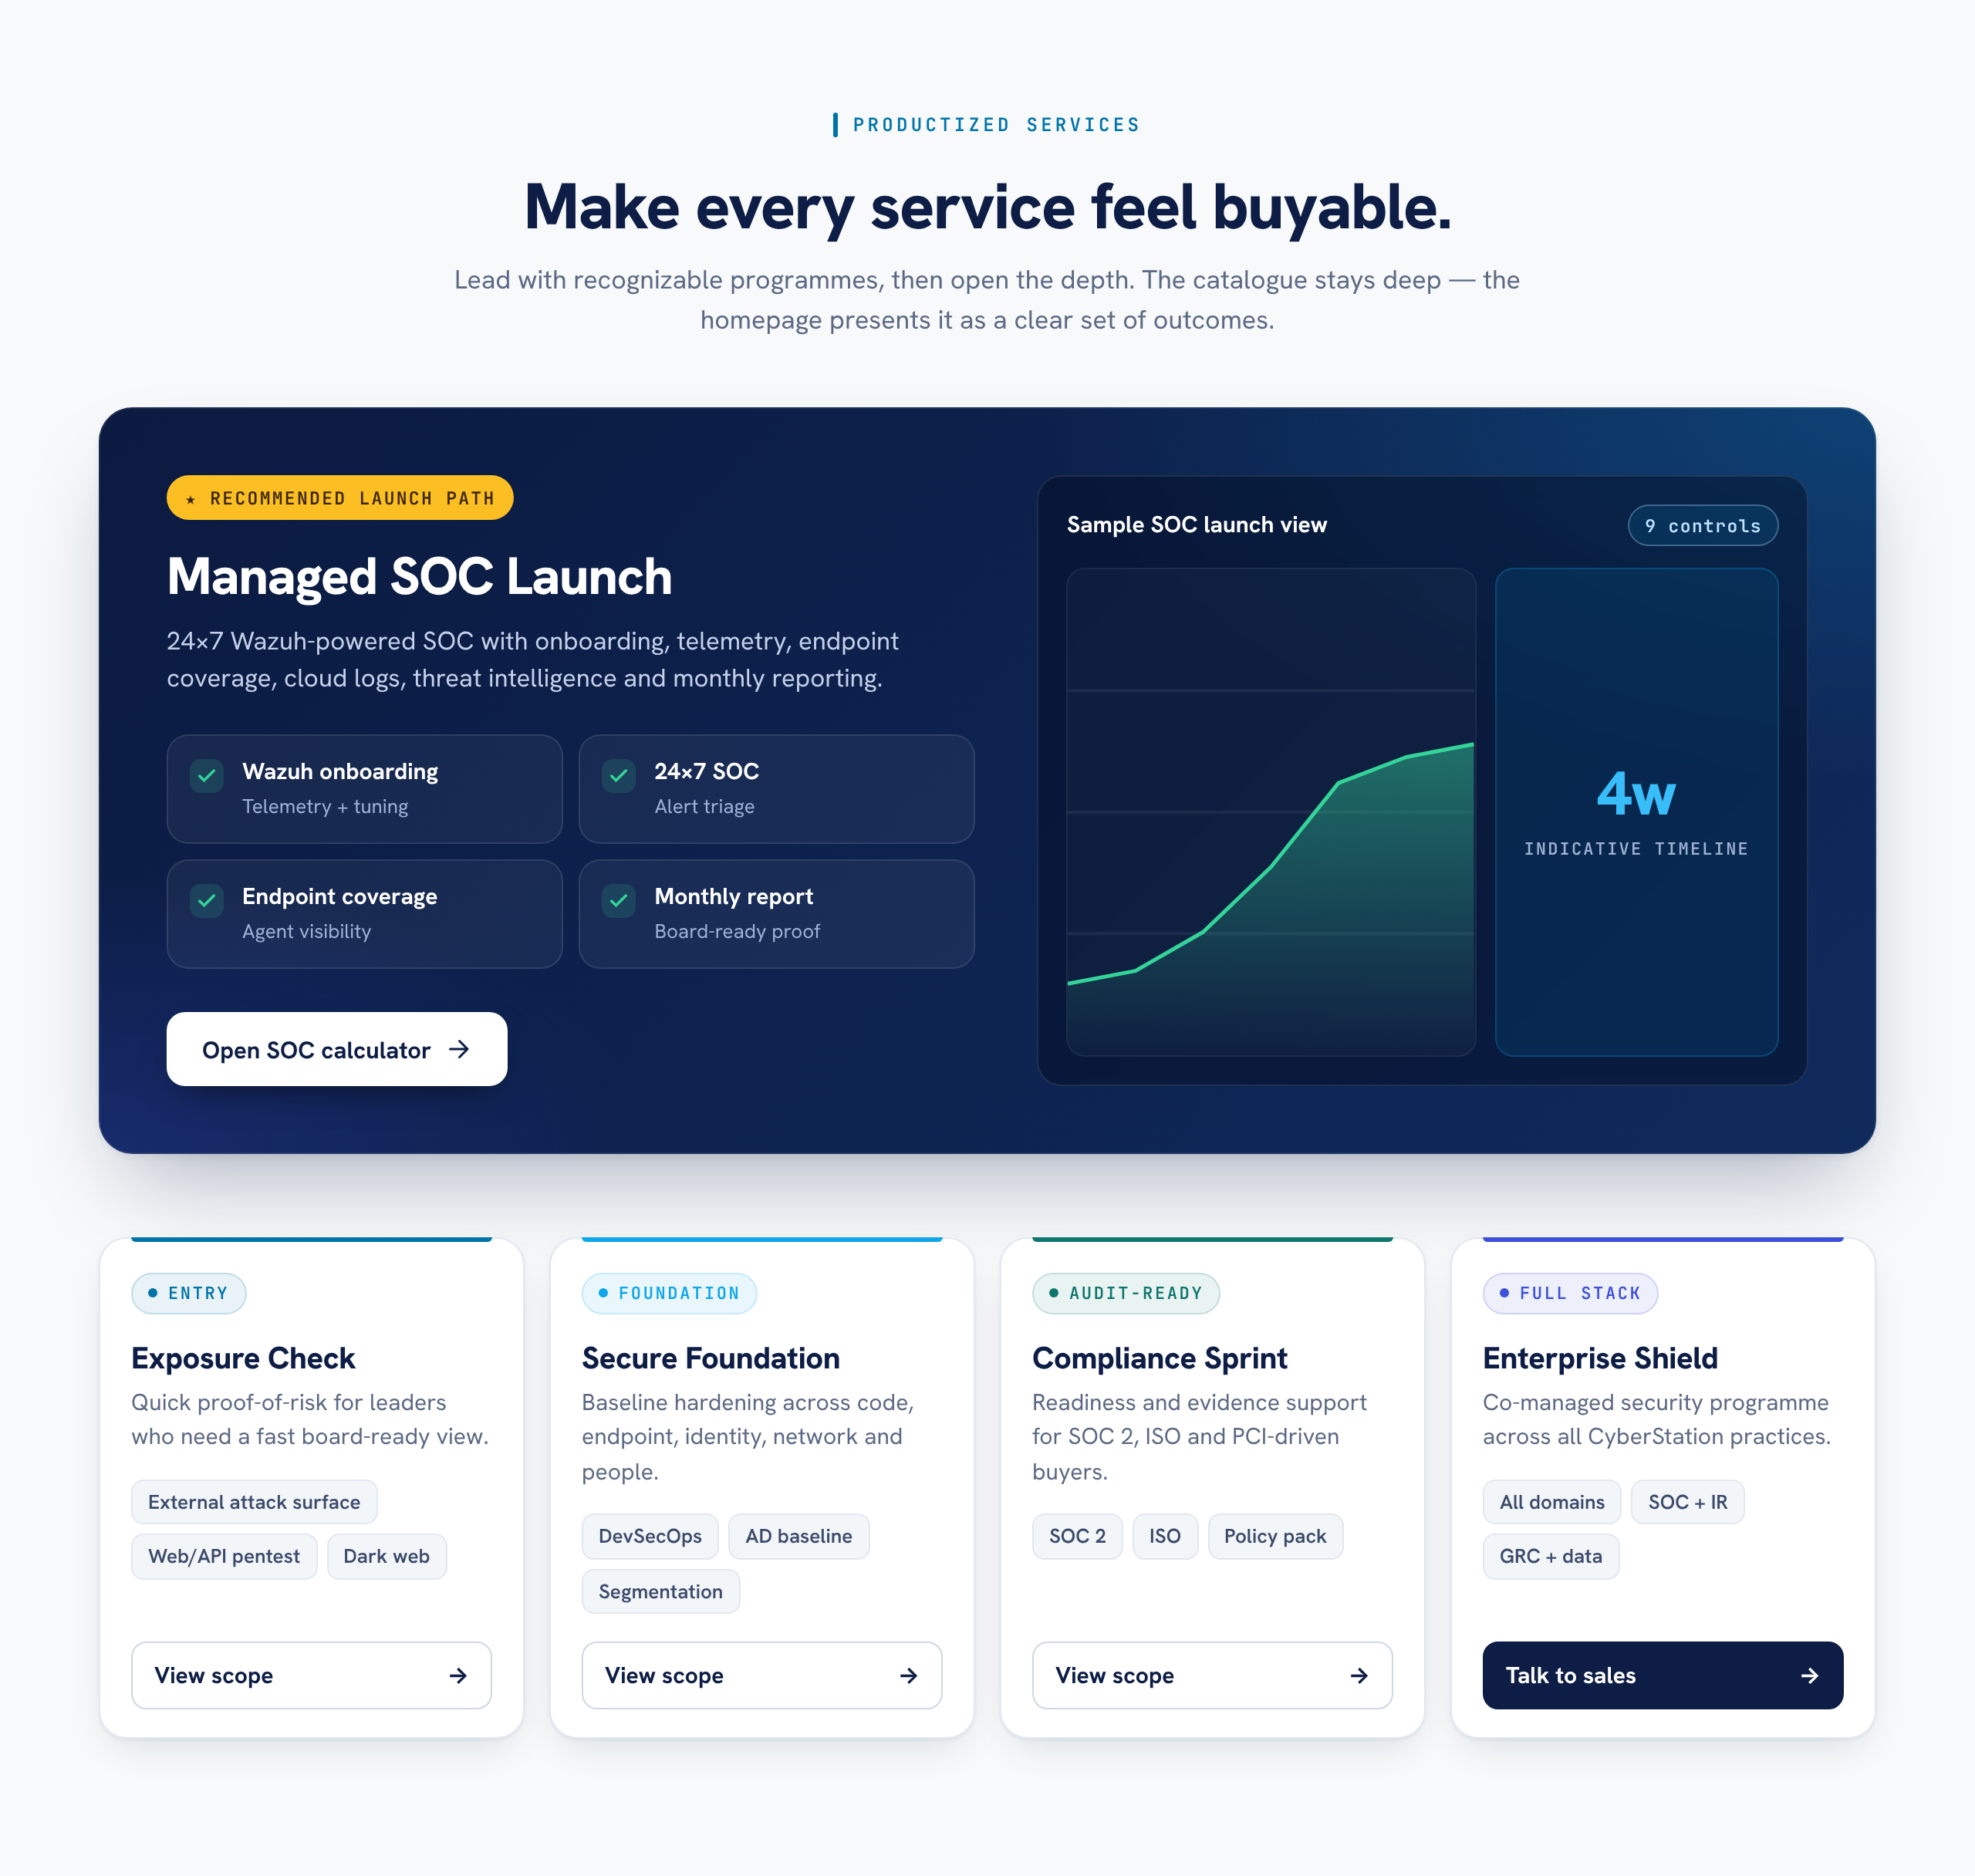 PRODUCTIZED SERVICES
Make every service feel buyable.
Lead with recognizable programmes, then open the depth. The catalogue stays deep — the
homepage presents it as a clear set of outcomes.
★ RECOMMENDED LAUNCH PATH
Managed SOC Launch
24×7 Wazuh-powered SOC with onboarding, telemetry, endpoint
coverage, cloud logs, threat intelligence and monthly reporting.
Wazuh onboarding
Telemetry + tuning
24×7 SOC
Alert triage
Endpoint coverage
Agent visibility
Monthly report
Board-ready proof
Open SOC calculator →
Sample SOC launch view
9 controls
4w
INDICATIVE TIMELINE
ENTRY
Exposure Check
Quick proof-of-risk for leaders
who need a fast board-ready view.
External attack surface
Web/API pentest
Dark web
View scope →
FOUNDATION
Secure Foundation
Baseline hardening across code,
endpoint, identity, network and
people.
DevSecOps
AD baseline
Segmentation
View scope →
AUDIT-READY
Compliance Sprint
Readiness and evidence support
for SOC 2, ISO and PCI-driven
buyers.
SOC 2
ISO
Policy pack
View scope →
FULL STACK
Enterprise Shield
Co-managed security programme
across all CyberStation practices.
All domains
SOC + IR
GRC + data
Talk to sales →